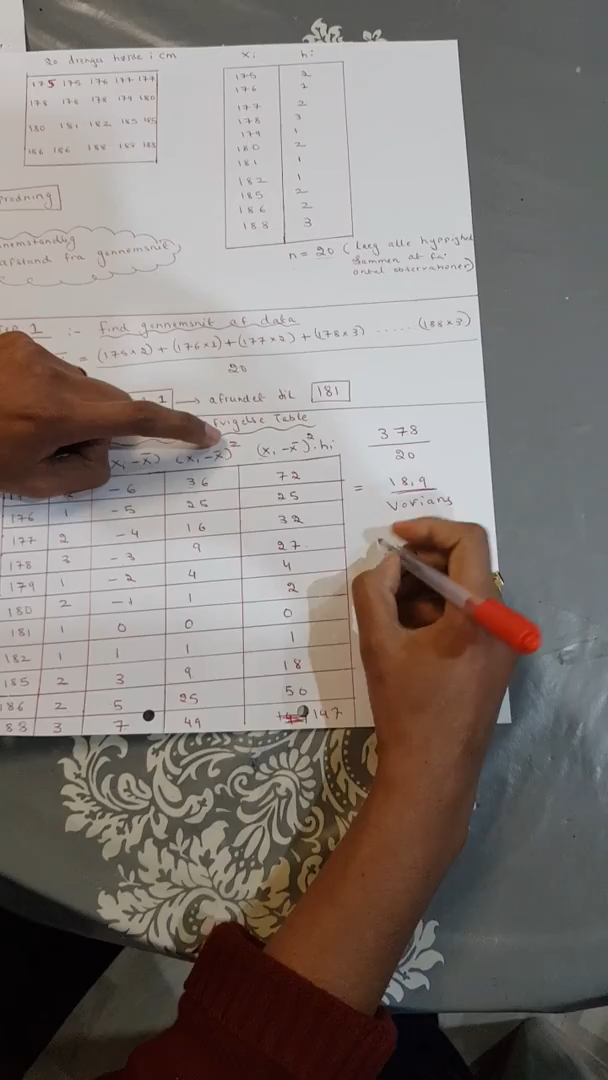 20 drenges højde i cm
175 175 176 177 177
178 178 178 179 180
180 181 182 185 185
186 186 188 188 188
xi hi
175 2
176 1
177 2
178 3
179 1
180 2
181 1
182 1
185 2
186 2
188 3
n = 20 (læg alle hyppighed
sammen at få
antal observationer)
afstand fra gennemsnit
1 :- find gennemsnit af data
= (175×2) + (176×1) + (177×2) + (178×3) ..... (188×3)
20
→ afrundet til 181
Table
(xi - x̄) (xi - x̄)² (xi - x̄)². hi
-6 36 72
176 1 -5 25 25
177 2 -4 16 32
178 3 -3 9 27
179 1 -2 4 4
180 2 -1 1 2
181 1 0 0 0
182 1 1 1 1
185 2 3 9 18
86 2 5 25 50
88 3 7 49 147
378
20
= 18,9
Varians